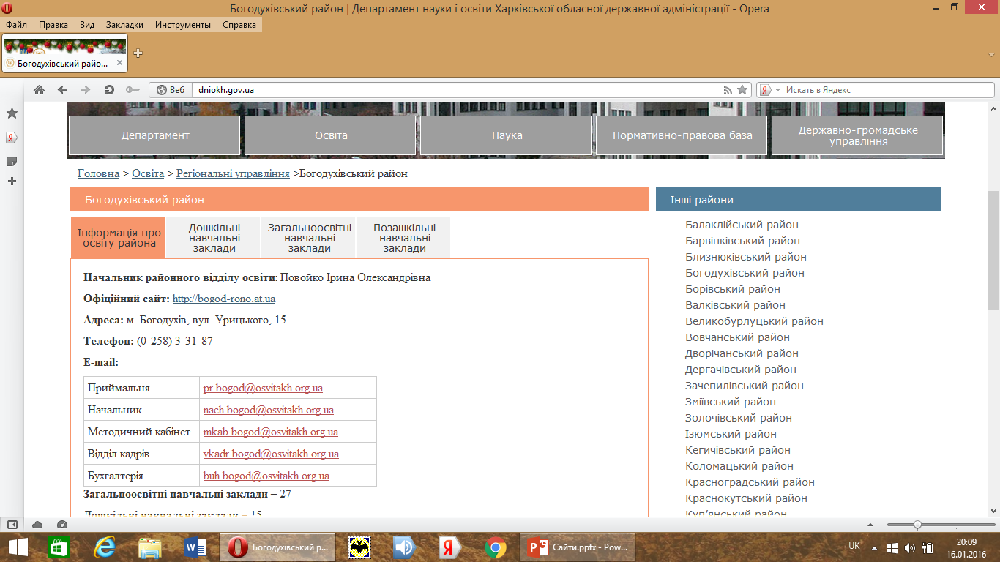 Богодухівський район | Департамент науки і освіти Харківської обласної державної адміністрації - Opera
Файл Правка Вид Закладки Инструменты Справка
Богодухівський райо...
Веб dniokh.gov.ua Искать в Яндекс
Департамент
Освіта
Наука
Нормативно-правова база
Державно-громадське
управління
Головна > Освіта > Регіональні управління >Богодухівський район
Богодухівський район
Інформація про
освіту района
Дошкільні
навчальні
заклади
Загальноосвітні
навчальні
заклади
Позашкільні
навчальні
заклади
Начальник районного відділу освіти: Повойко Ірина Олександрівна
Офіційний сайт: http://bogod-rono.at.ua
Адреса: м. Богодухів, вул. Урицького, 15
Телефон: (0-258) 3-31-87
E-mail:
Приймальня pr.bogod@osvitakh.org.ua
Начальник nach.bogod@osvitakh.org.ua
Методичний кабінет mkab.bogod@osvitakh.org.ua
Відділ кадрів vkadr.bogod@osvitakh.org.ua
Бухгалтерія buh.bogod@osvitakh.org.ua
Загальноосвітні навчальні заклади – 27
Дошкільні навчальні заклади – 15
Інші райони
Балаклійський район
Барвінківський район
Близнюківський район
Богодухівський район
Борівський район
Валківський район
Великобурлуцький район
Вовчанський район
Дворічанський район
Дергачівський район
Зачепилівський район
Зміївський район
Золочівський район
Ізюмський район
Кегичівський район
Коломацький район
Красноградський район
Краснокутський район
Куп'янський район
Богодухівський р...
Сайти.pptx - Pow...
UK
20:09
16.01.2016